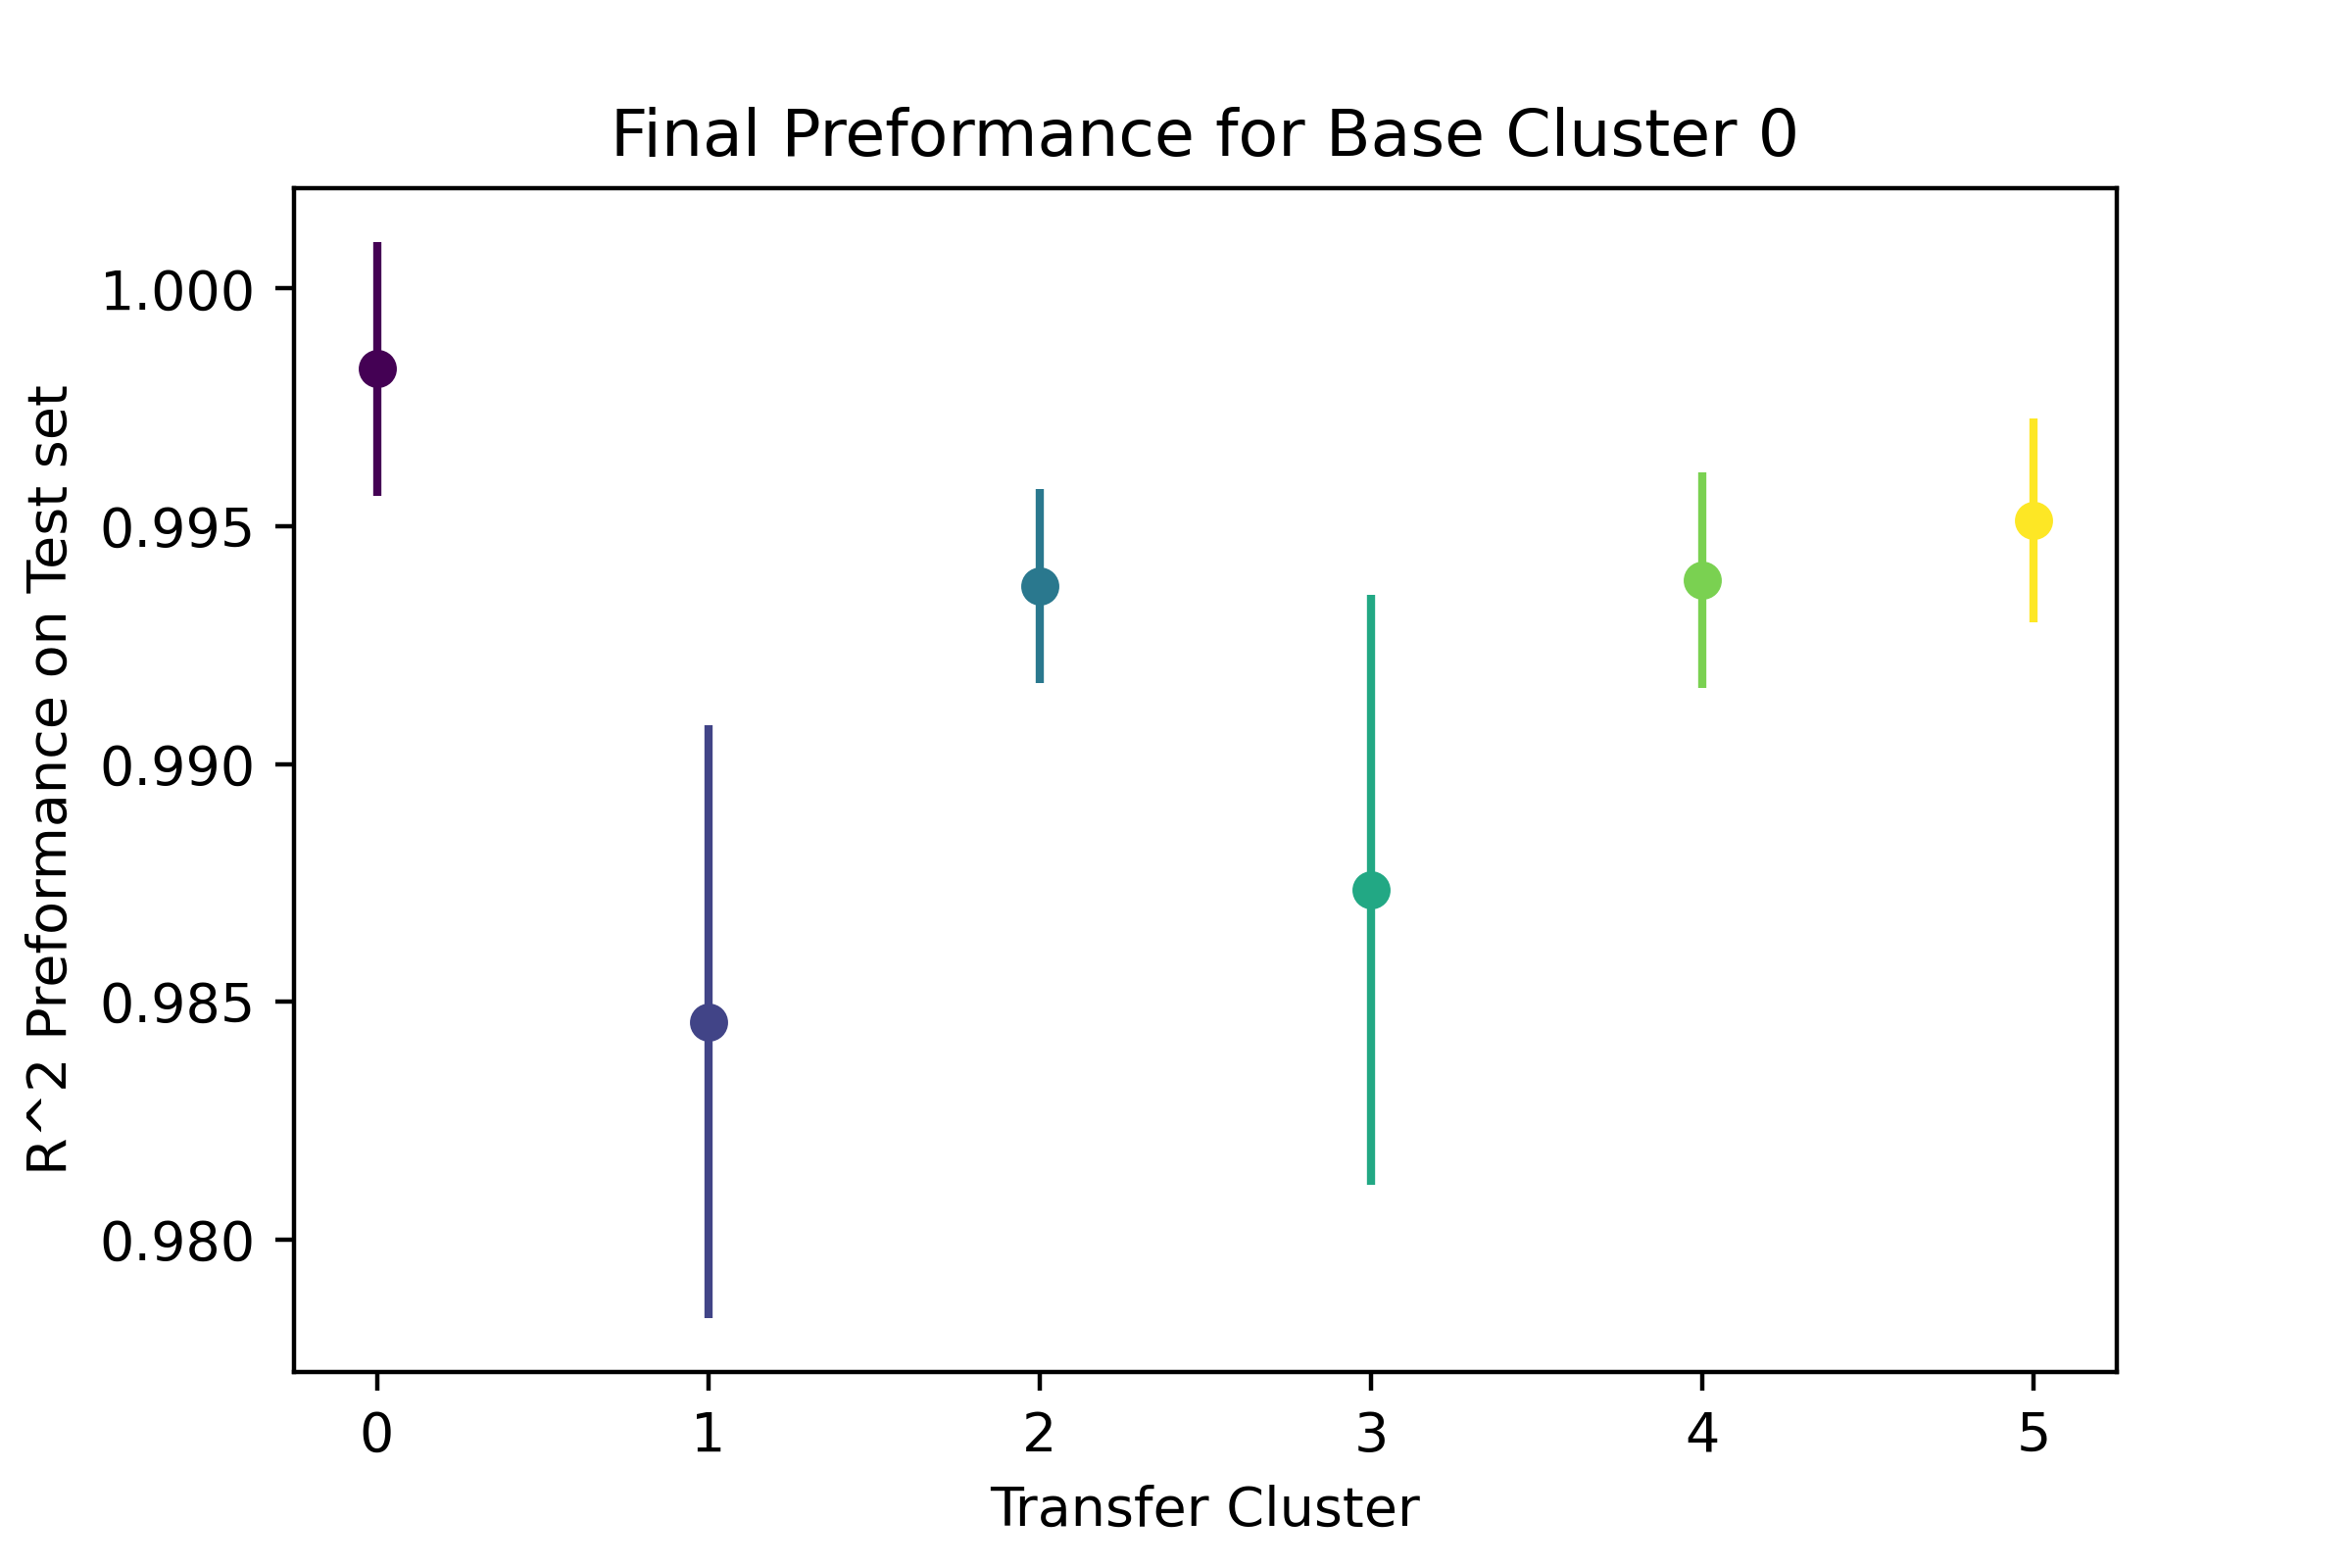 Final Preformance for Base Cluster 0
R^2 Preformance on Test set
1.000
0.995
0.990
0.985
0.980
0 1 2 3 4 5
Transfer Cluster